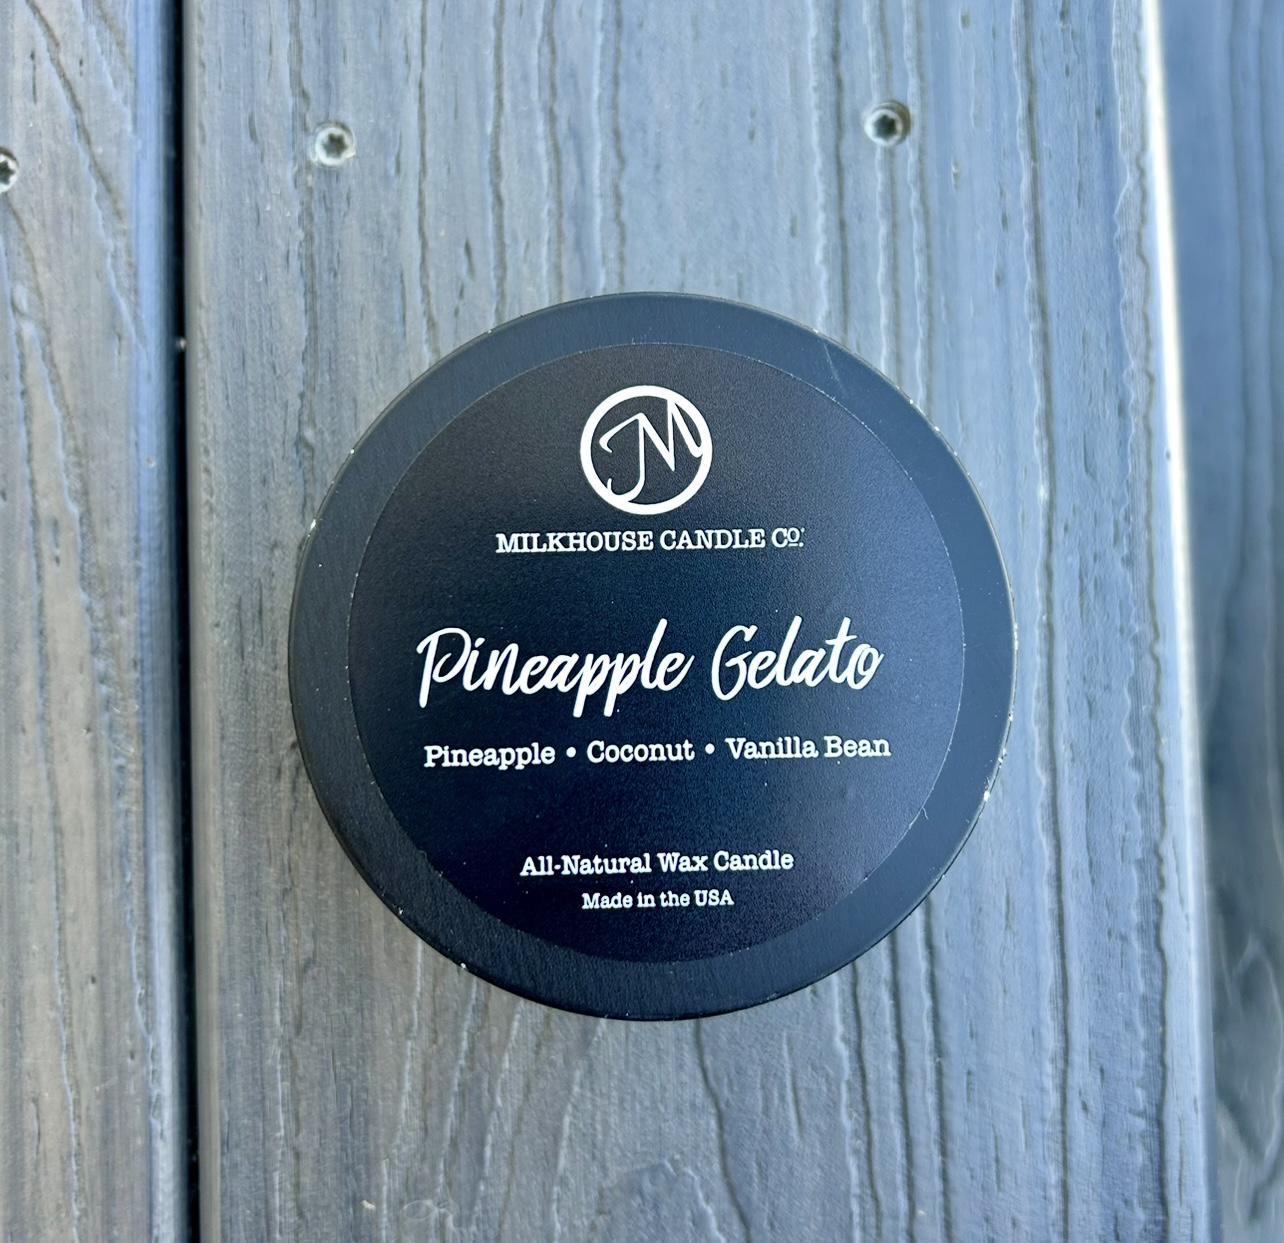 M
MILKHOUSE CANDLE Co.
Pineapple Gelato
Pineapple • Coconut • Vanilla Bean
All-Natural Wax Candle
Made in the USA